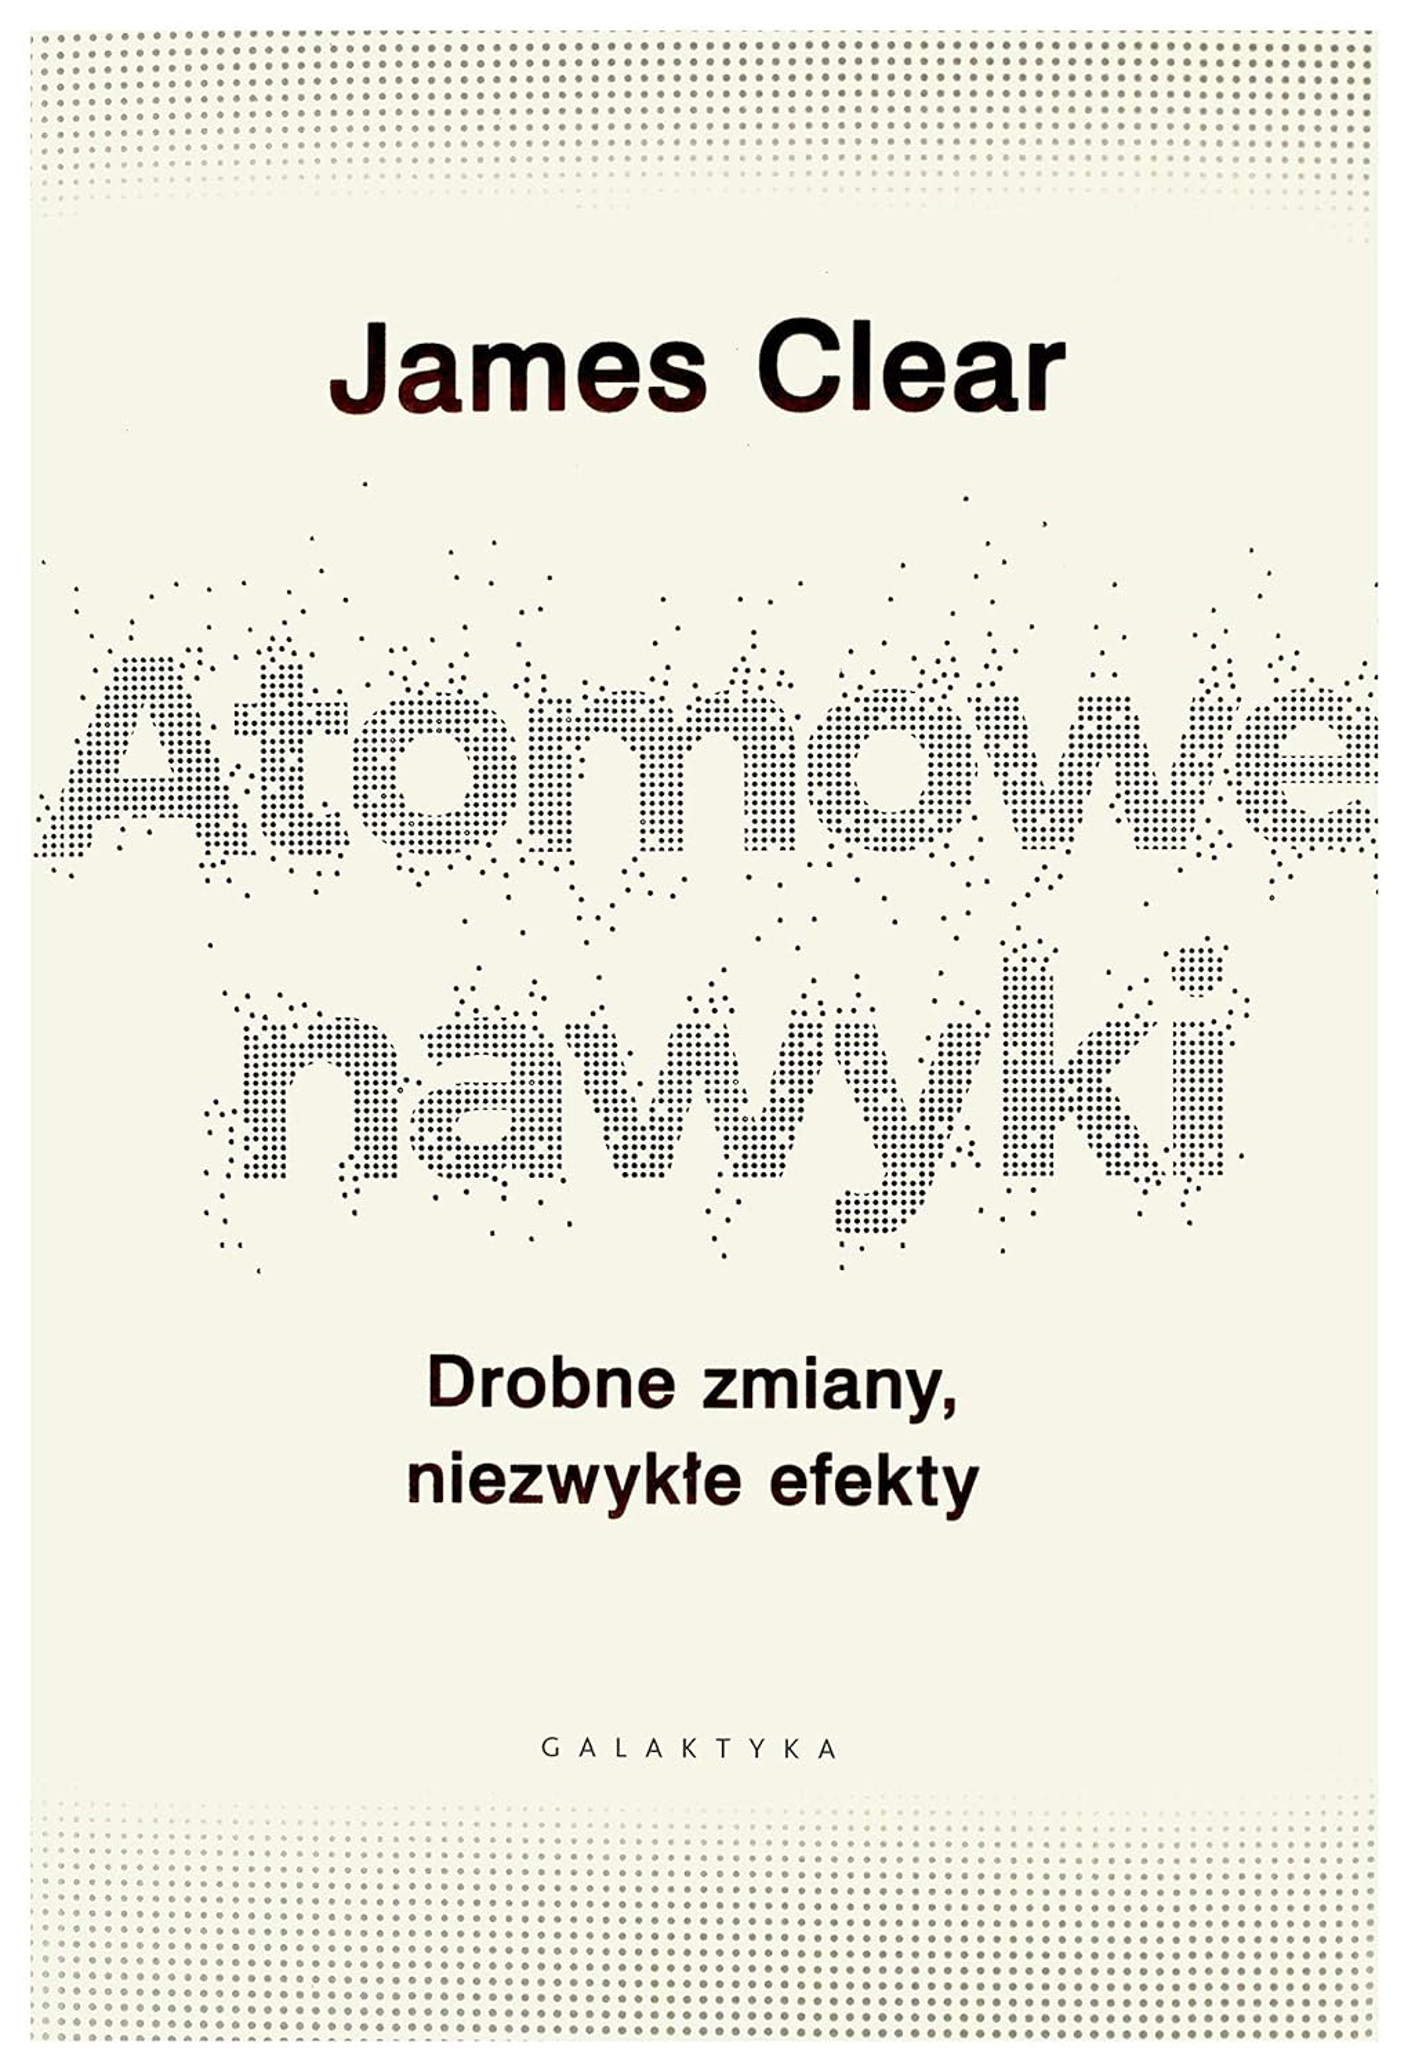 James Clear
Atomowe
nawyki
Drobne zmiany,
niezwykłe efekty
GALAKTYKA